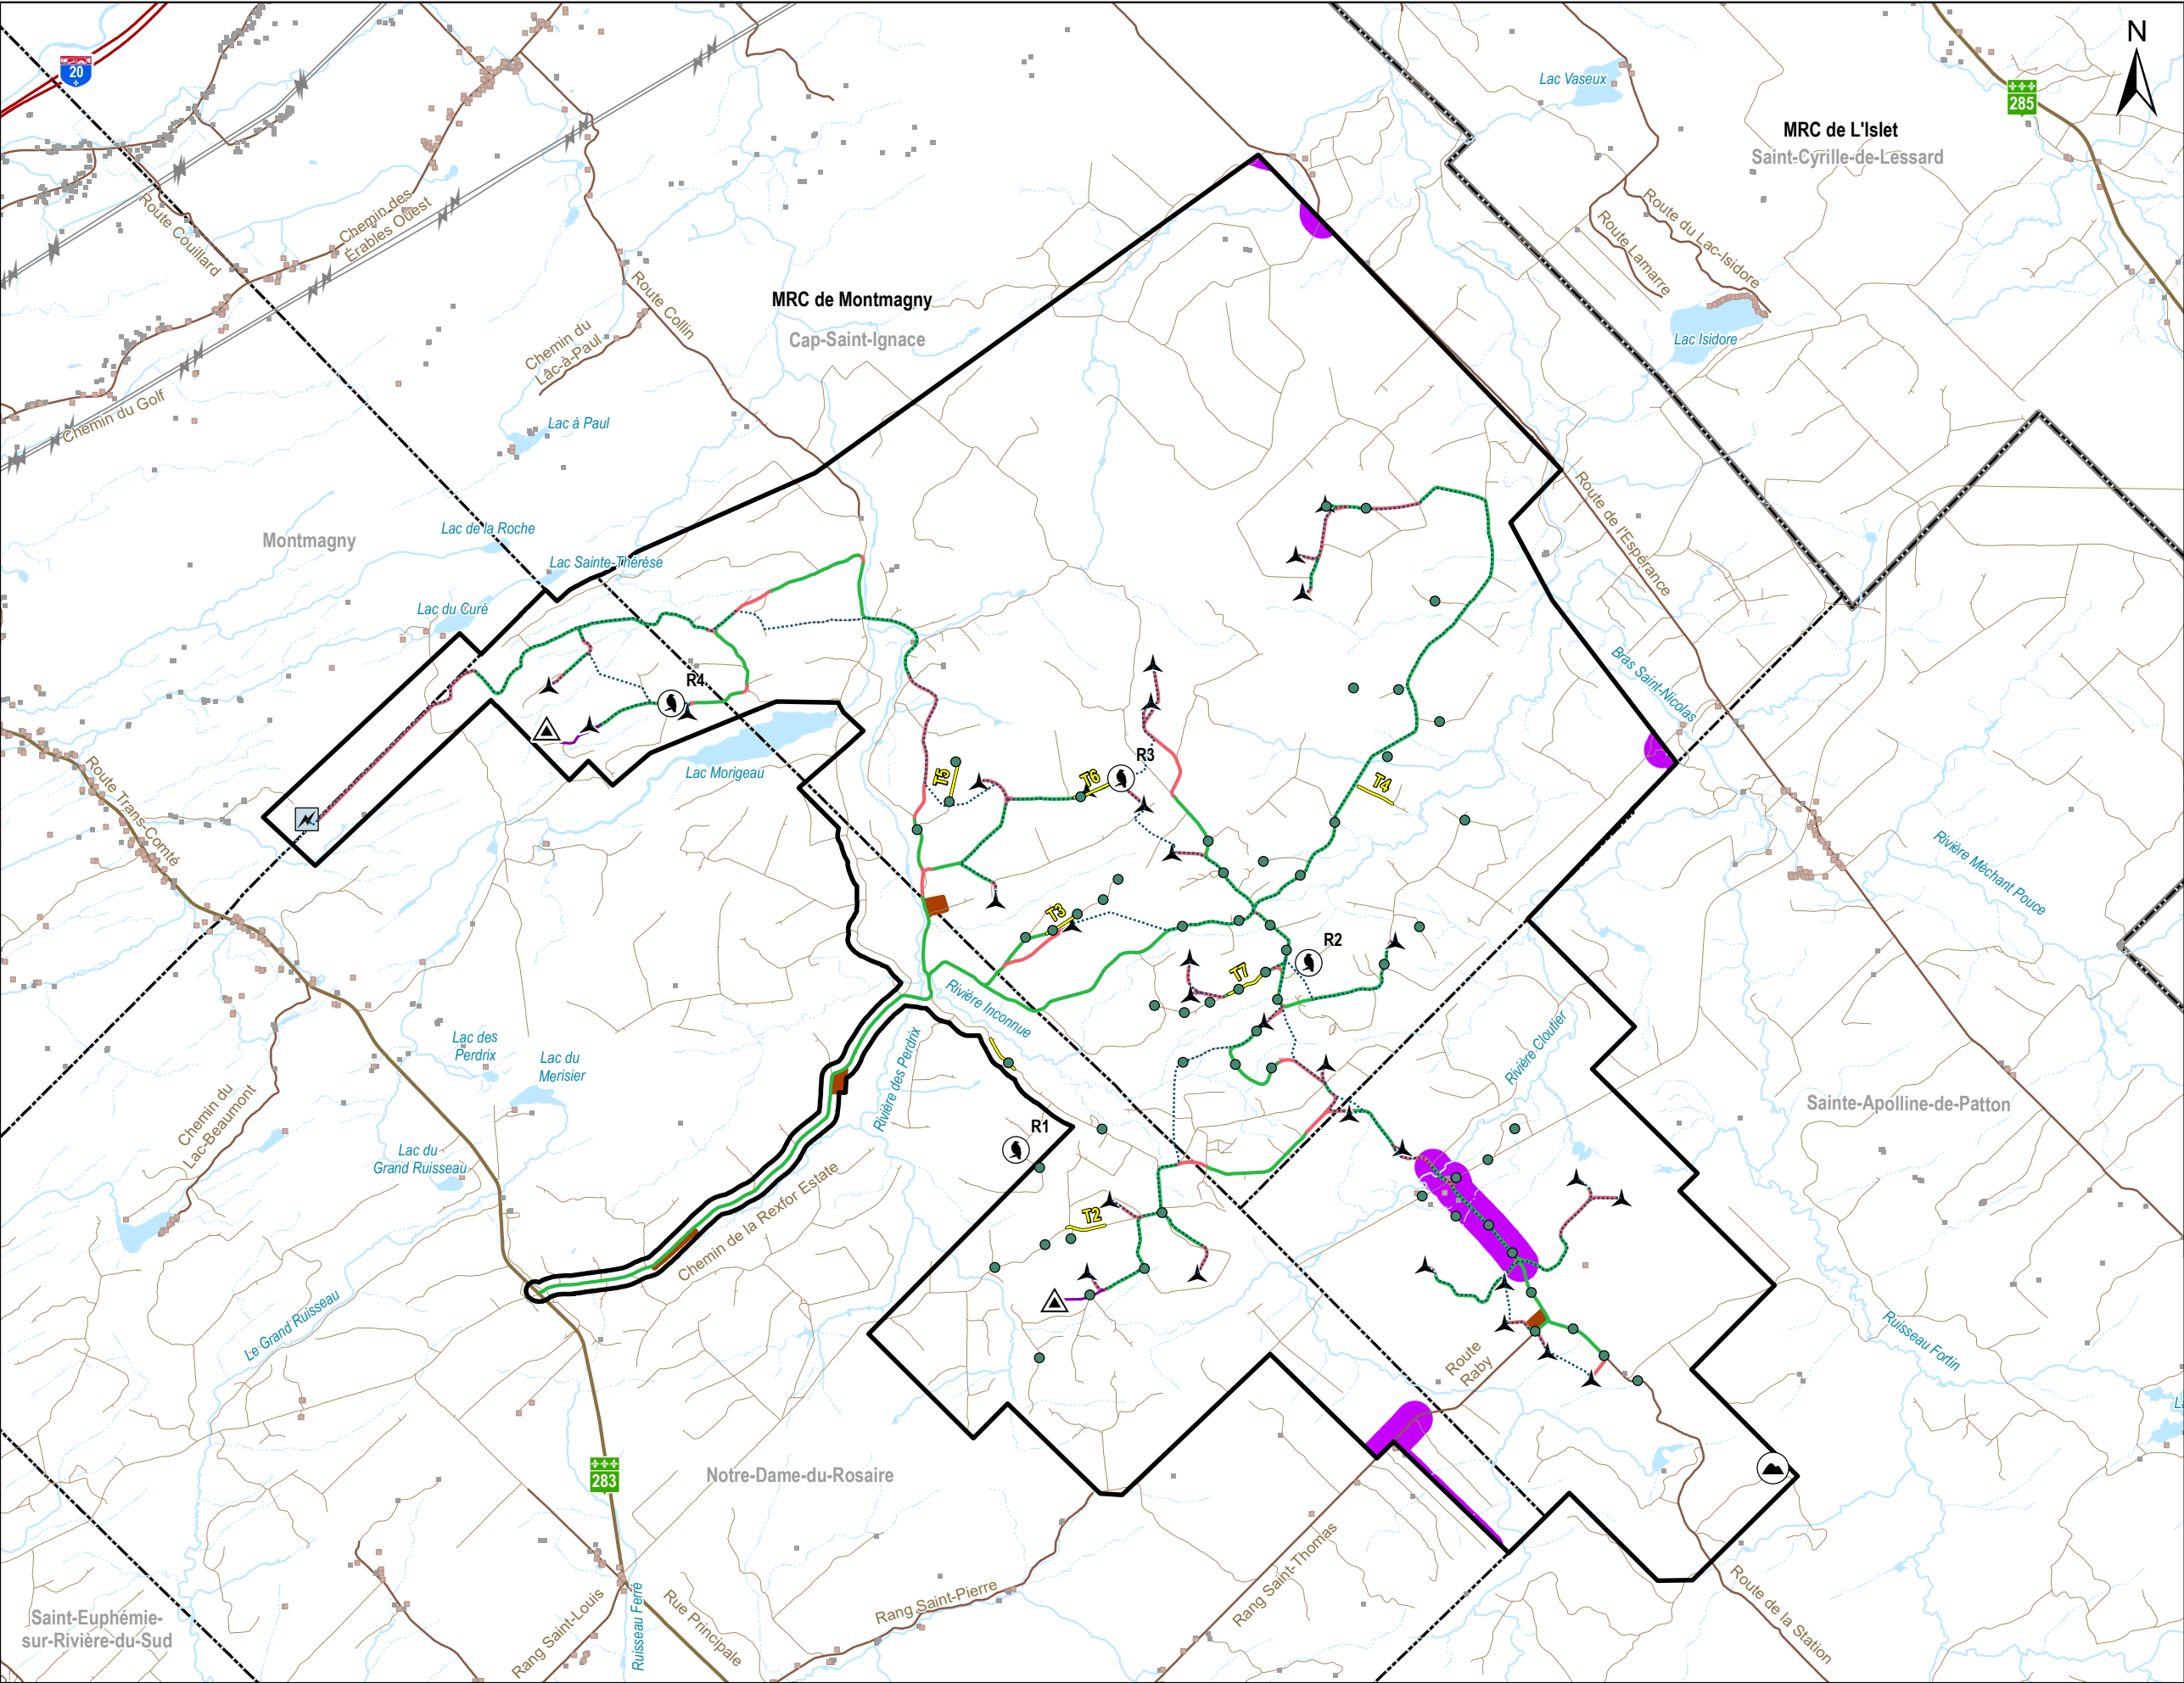 N
20
285
Lac Vaseux
MRC de L'Islet
Saint-Cyrille-de-Lessard
Route Couillard
Chemin des
Érables Ouest
Route du Lac-Isidore
Route Lamarre
Route Collin
MRC de Montmagny
Cap-Saint-Ignace
Lac Isidore
Chemin du
Lac-à-Paul
Chemin du Golf
Lac à Paul
Lac de la Roche
Montmagny
Lac Sainte-Thérèse
Route de l'Espérance
Lac du Curé
Bras Saint-Nicolas
R4
Lac Morigeau
R3
T5
T6
T4
Route Trans-Comté
Rivière Méchant Pouce
T3
R2
T7
Rivière Inconnue
Lac des
Perdrix
Lac du
Merisier
Rivière des Perdrix
Rivière Cloutier
Sainte-Apolline-de-Patton
Chemin du
Lac-Beaumont
R1
Lac du
Grand Ruisseau
Chemin de la Rexfor Estate
T2
Le Grand Ruisseau
Ruisseau Fortin
Route
Raby
La
283
Notre-Dame-du-Rosaire
Rang Saint-Thomas
Route de la Station
Saint-Euphémie-
sur-Rivière-du-Sud
Rang Saint-Louis
Ruisseau Ferré
Rue Principale
Rang Saint-Pierre